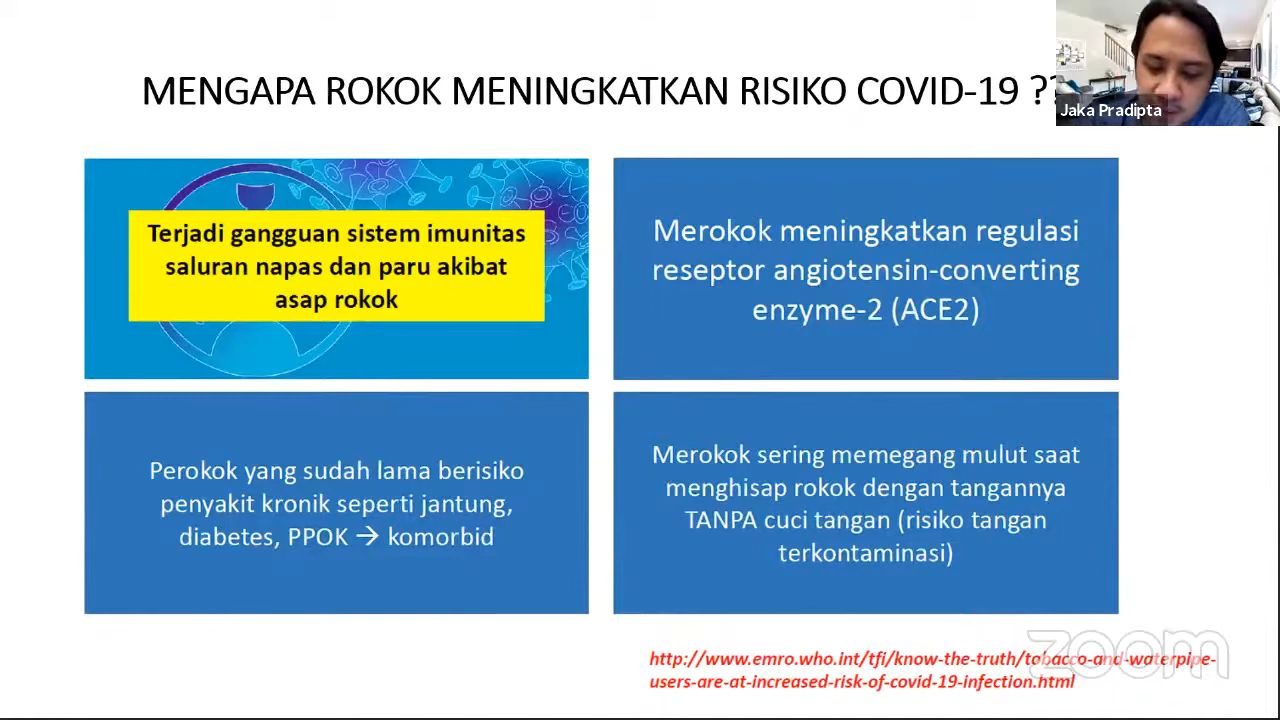 MENGAPA ROKOK MENINGKATKAN RISIKO COVID-19 ??
Jaka Pradipta
Terjadi gangguan sistem imunitas
saluran napas dan paru akibat
asap rokok
Merokok meningkatkan regulasi
reseptor angiotensin-converting
enzyme-2 (ACE2)
Perokok yang sudah lama berisiko
penyakit kronik seperti jantung,
diabetes, PPOK → komorbid
Merokok sering memegang mulut saat
menghisap rokok dengan tangannya
TANPA cuci tangan (risiko tangan
terkontaminasi)
http://www.emro.who.int/tfi/know-the-truth/tobacco-and-waterpipe-
users-are-at-increased-risk-of-covid-19-infection.html
zoom